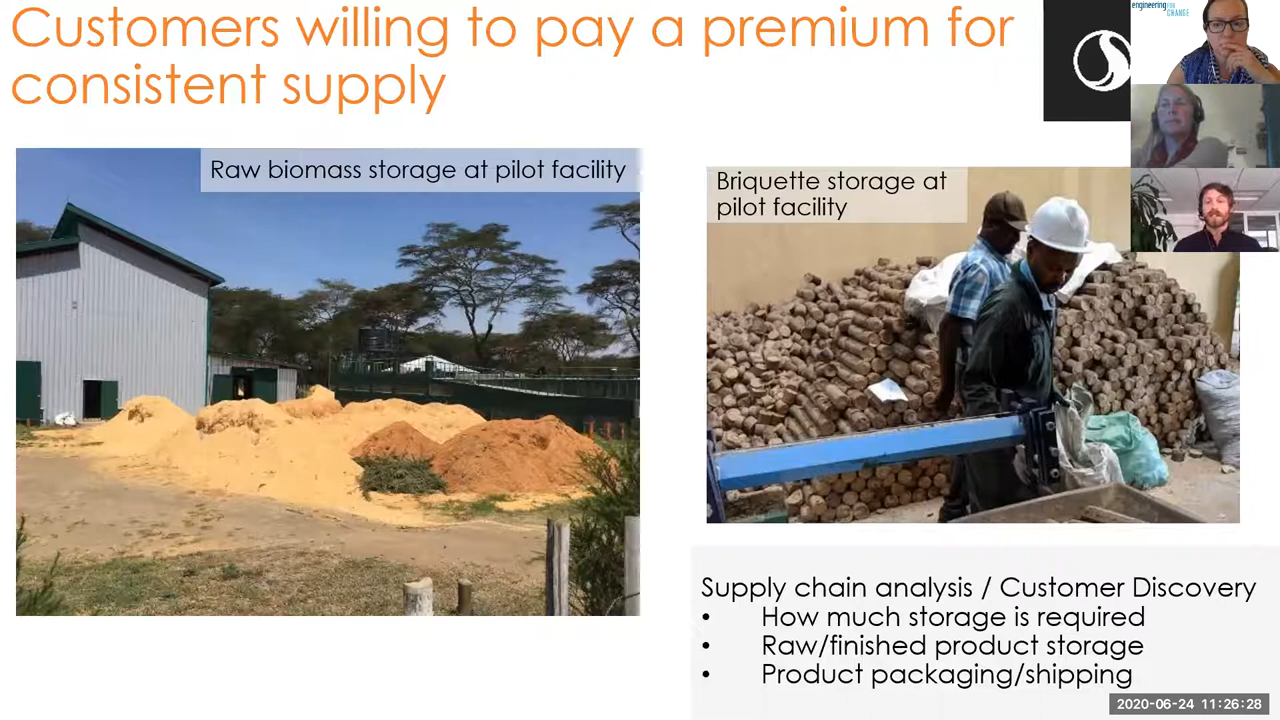 Customers willing to pay a premium for
consistent supply
engineering FOR
CHANGE
Raw biomass storage at pilot facility
Briquette storage at
pilot facility
Supply chain analysis / Customer Discovery
• How much storage is required
• Raw/finished product storage
• Product packaging/shipping
2020-06-24 11:26:28